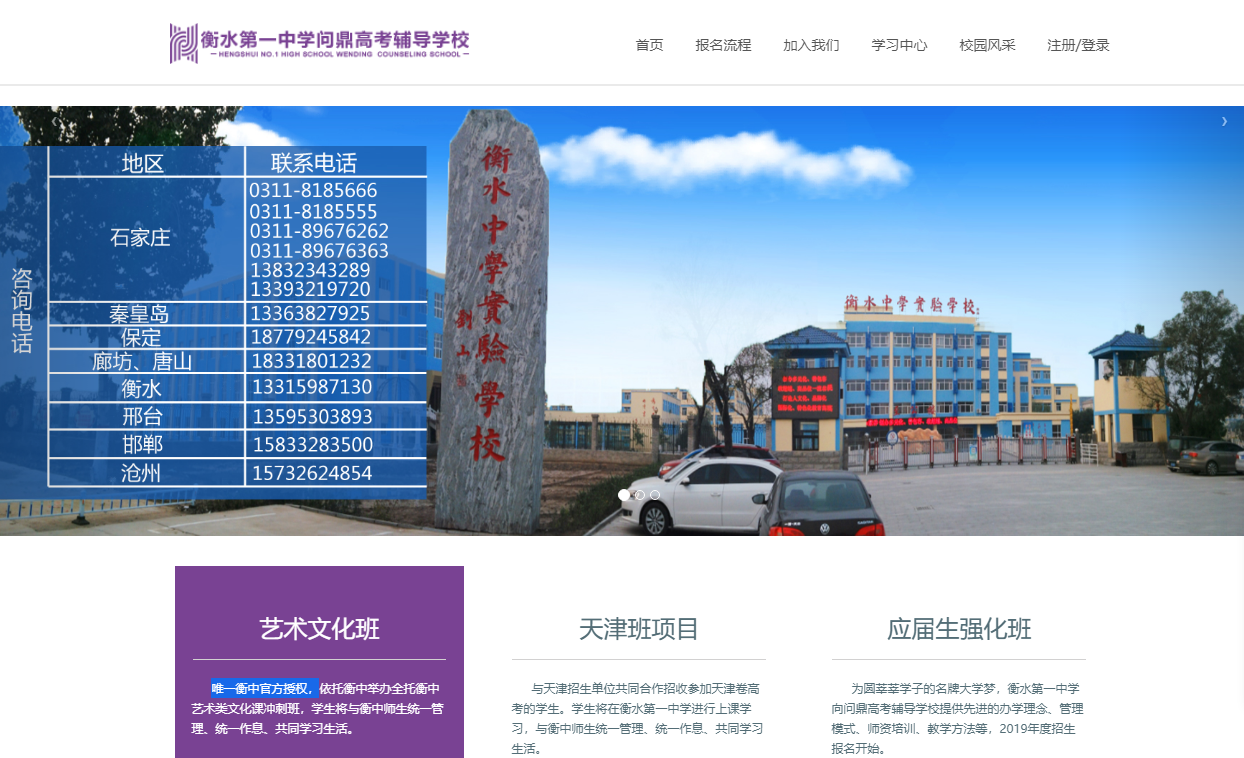 衡水第一中学问鼎高考辅导学校
HENGSHUI NO.1 HIGH SCHOOL WENDING COUNSELING SCHOOL
首页 报名流程 加入我们 学习中心 校园风采 注册/登录
咨询电话
地区 联系电话
石家庄
0311-8185666
0311-8185555
0311-89676262
0311-89676363
13832343289
13393219720
秦皇岛 13363827925
保定 18779245842
廊坊、唐山 18331801232
衡水 13315987130
邢台 13595303893
邯郸 15833283500
沧州 15732624854
衡水中學實驗學校
衡水中學實驗學校
艺术文化班
唯一衡中官方授权，依托衡中举办全托衡中
艺术类文化课冲刺班，学生将与衡中师生统一管
理、统一作息、共同学习生活。
天津班项目
与天津招生单位共同合作招收参加天津卷高
考的学生。学生将在衡水第一中学进行上课学
习，与衡中师生统一管理、统一作息、共同学习
生活。
应届生强化班
为圆莘莘学子的名牌大学梦，衡水第一中学
向问鼎高考辅导学校提供先进的办学理念、管理
模式、师资培训、教学方法等，2019年度招生
报名开始。